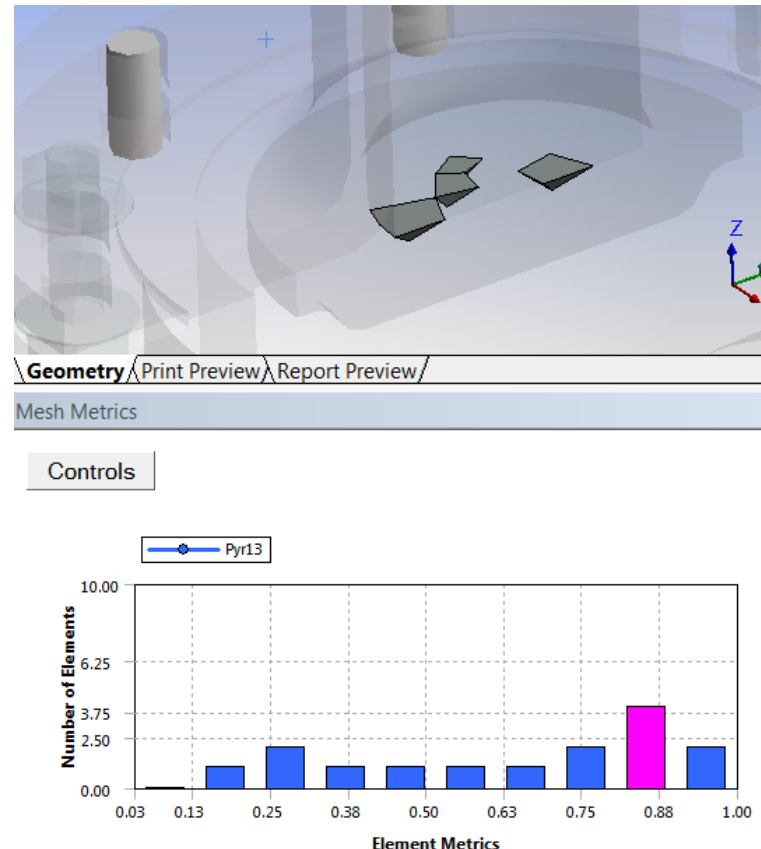 Z
Geometry Print Preview Report Preview
Mesh Metrics
Controls
Pyr13
Number of Elements
10.00
6.25
3.75
2.50
0.00
0.03 0.13 0.25 0.38 0.50 0.63 0.75 0.88 1.00
Element Metrics